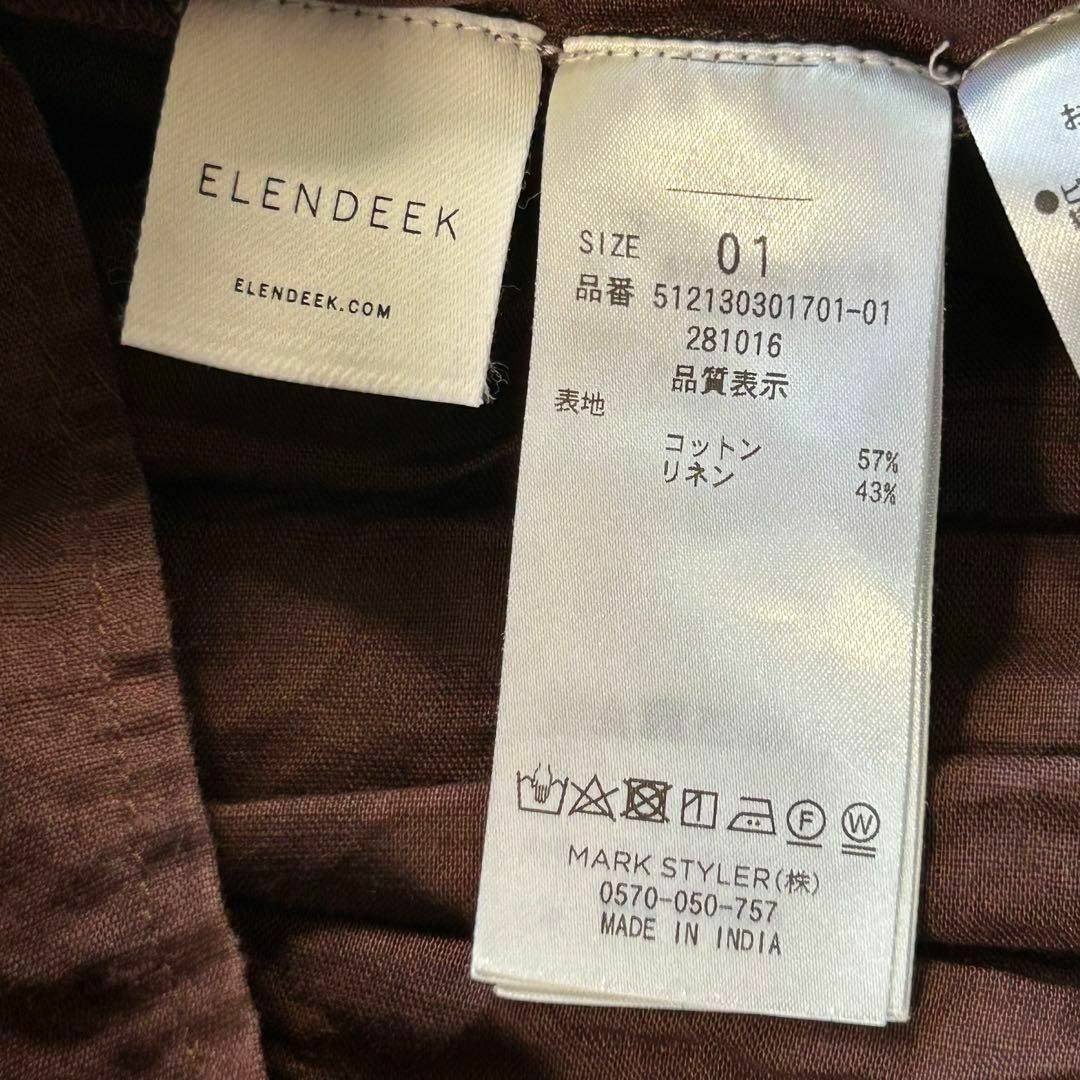 ELENDEEK
ELENDEEK.COM
SIZE 01
品番 512130301701-01
281016
品質表示
表地
コットン 57%
リネン 43%
F W
MARK STYLER(株)
0570-050-757
MADE IN INDIA
お